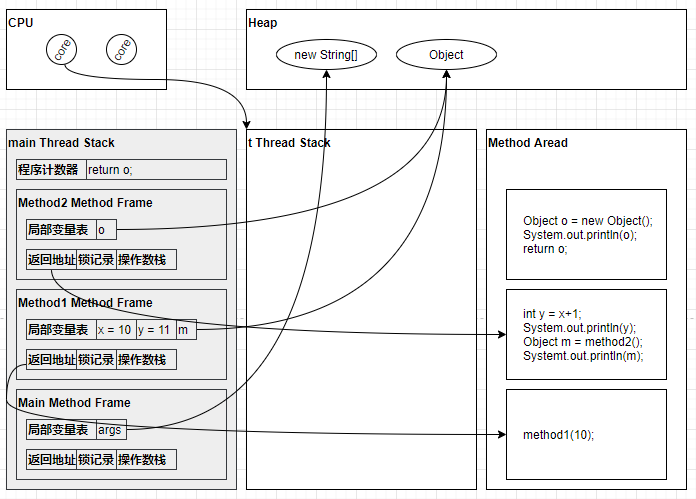 CPU
core
core
Heap
new String[]
Object
main Thread Stack
程序计数器 return o;
Method2 Method Frame
局部变量表 o
返回地址 锁记录 操作数栈
Method1 Method Frame
局部变量表 x = 10 y = 11 m
返回地址 锁记录 操作数栈
Main Method Frame
局部变量表 args
返回地址 锁记录 操作数栈
t Thread Stack
Method Aread
Object o = new Object();
System.out.println(o);
return o;
int y = x+1;
System.out.println(y);
Object m = method2();
Systemt.out.println(m);
method1(10);